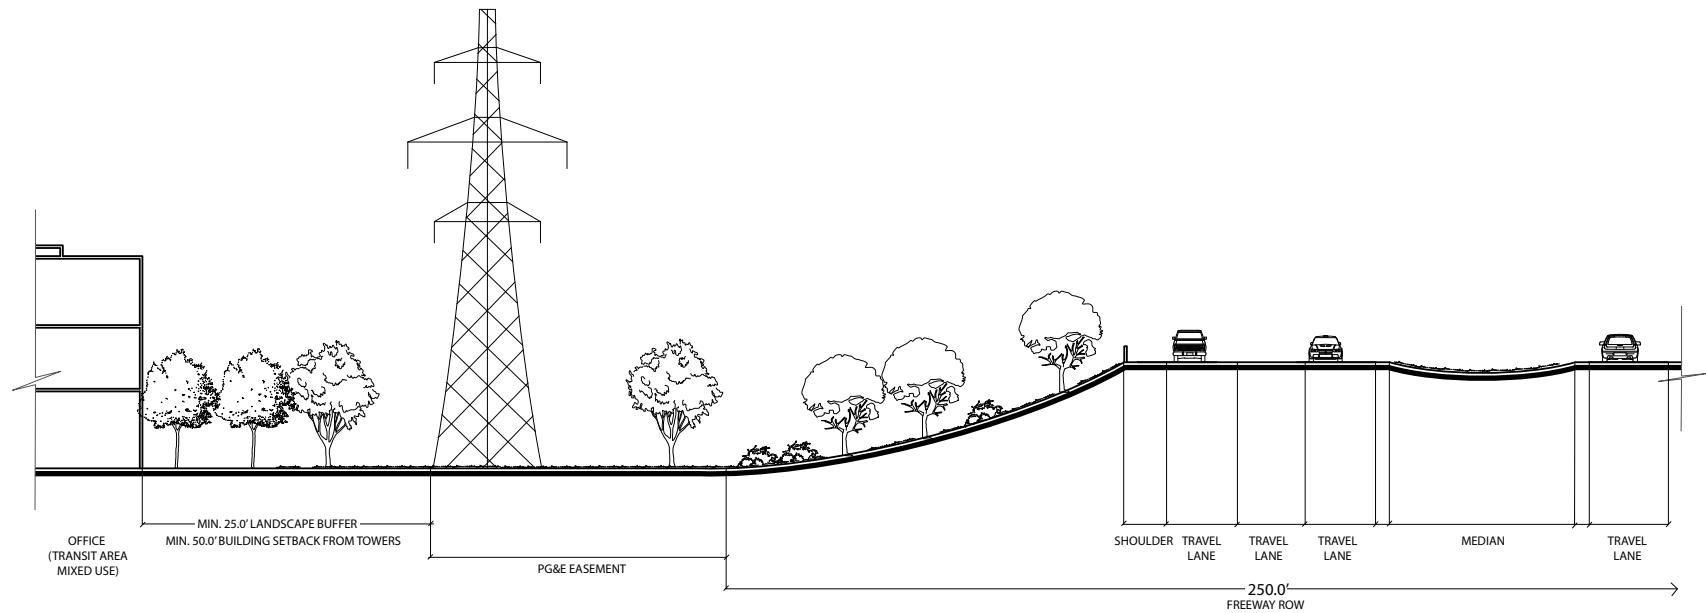 MIN. 25.0' LANDSCAPE BUFFER
MIN. 50.0' BUILDING SETBACK FROM TOWERS
OFFICE
(TRANSIT AREA
MIXED USE)
PG&E EASEMENT
SHOULDER
TRAVEL
LANE
TRAVEL
LANE
TRAVEL
LANE
MEDIAN
TRAVEL
LANE
250.0'
FREEWAY ROW